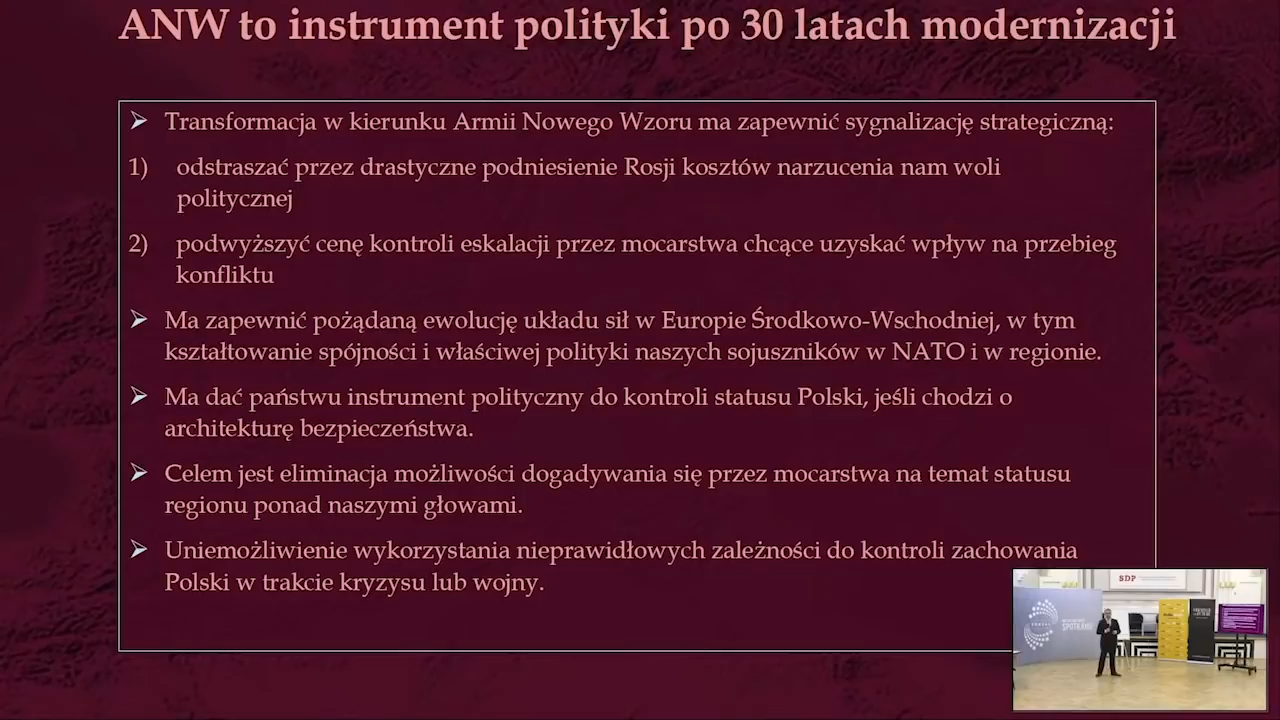 ANW to instrument polityki po 30 latach modernizacji
➢ Transformacja w kierunku Armii Nowego Wzoru ma zapewnić sygnalizację strategiczną:
1) odstraszać przez drastyczne podniesienie Rosji kosztów narzucenia nam woli
politycznej
2) podwyższyć cenę kontroli eskalacji przez mocarstwa chcące uzyskać wpływ na przebieg
konfliktu
➢ Ma zapewnić pożądaną ewolucję układu sił w Europie Środkowo-Wschodniej, w tym
kształtowanie spójności i właściwej polityki naszych sojuszników w NATO i w regionie.
➢ Ma dać państwu instrument polityczny do kontroli statusu Polski, jeśli chodzi o
architekturę bezpieczeństwa.
➢ Celem jest eliminacja możliwości dogadywania się przez mocarstwa na temat statusu
regionu ponad naszymi głowami.
➢ Uniemożliwienie wykorzystania nieprawidłowych zależności do kontroli zachowania
Polski w trakcie kryzysu lub wojny.
SDP